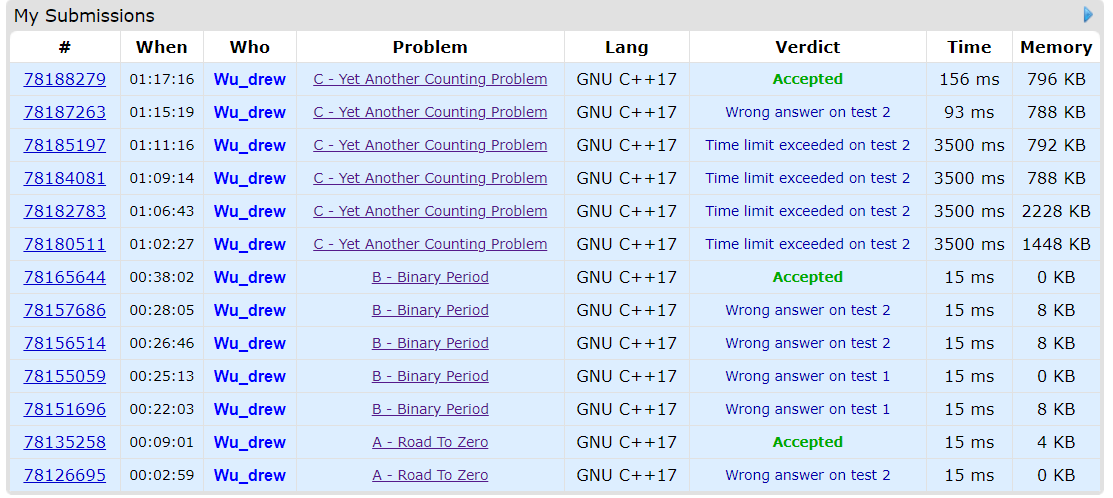 My Submissions
# When Who Problem Lang Verdict Time Memory
78188279 01:17:16 Wu_drew C - Yet Another Counting Problem GNU C++17 Accepted 156 ms 796 KB
78187263 01:15:19 Wu_drew C - Yet Another Counting Problem GNU C++17 Wrong answer on test 2 93 ms 788 KB
78185197 01:11:16 Wu_drew C - Yet Another Counting Problem GNU C++17 Time limit exceeded on test 2 3500 ms 792 KB
78184081 01:09:14 Wu_drew C - Yet Another Counting Problem GNU C++17 Time limit exceeded on test 2 3500 ms 788 KB
78182783 01:06:43 Wu_drew C - Yet Another Counting Problem GNU C++17 Time limit exceeded on test 2 3500 ms 2228 KB
78180511 01:02:27 Wu_drew C - Yet Another Counting Problem GNU C++17 Time limit exceeded on test 2 3500 ms 1448 KB
78165644 00:38:02 Wu_drew B - Binary Period GNU C++17 Accepted 15 ms 0 KB
78157686 00:28:05 Wu_drew B - Binary Period GNU C++17 Wrong answer on test 2 15 ms 8 KB
78156514 00:26:46 Wu_drew B - Binary Period GNU C++17 Wrong answer on test 2 15 ms 8 KB
78155059 00:25:13 Wu_drew B - Binary Period GNU C++17 Wrong answer on test 1 15 ms 0 KB
78151696 00:22:03 Wu_drew B - Binary Period GNU C++17 Wrong answer on test 1 15 ms 8 KB
78135258 00:09:01 Wu_drew A - Road To Zero GNU C++17 Accepted 15 ms 4 KB
78126695 00:02:59 Wu_drew A - Road To Zero GNU C++17 Wrong answer on test 2 15 ms 0 KB